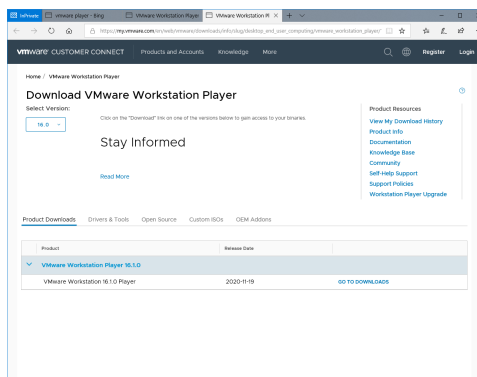 InPrivate
vmware player - Bing
VMware Workstation Player
VMware Workstation Pl
https://my.vmware.com/en/web/vmware/downloads/info/slug/desktop_end_user_computing/vmware_workstation_player/
vmware CUSTOMER CONNECT
Products and Accounts
Knowledge
More
Register
Login
Home / VMware Workstation Player
Download VMware Workstation Player
Select Version:
16.0
Click on the "Download" link on one of the versions below to gain access to your binaries.
Stay Informed
Read More
Product Resources
View My Download History
Product Info
Documentation
Knowledge Base
Community
Self-Help Support
Support Policies
Workstation Player Upgrade
Product Downloads
Drivers & Tools
Open Source
Custom ISOs
OEM Addons
Product
Release Date
VMware Workstation Player 16.1.0
VMware Workstation 16.1.0 Player
2020-11-19
GO TO DOWNLOADS